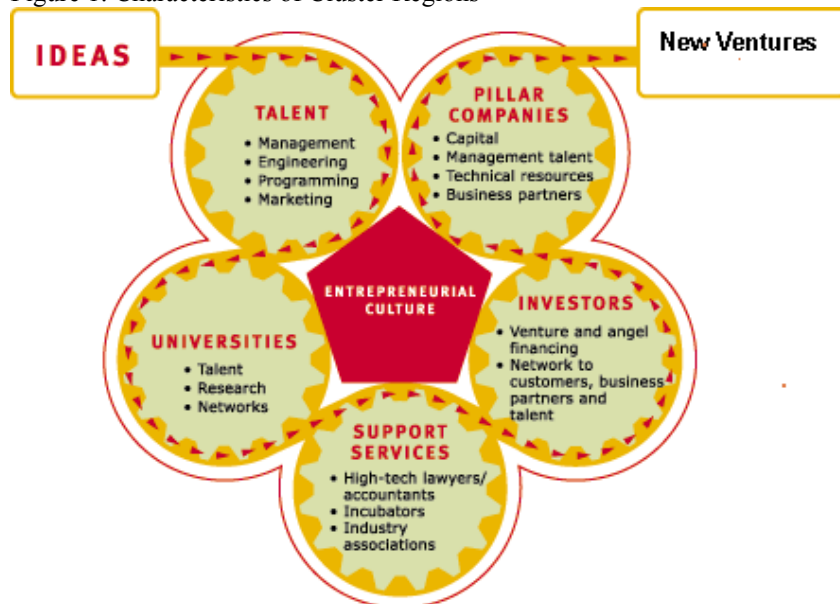 Figure 1: Characteristics of Cluster Regions
IDEAS
New Ventures
TALENT
• Management
• Engineering
• Programming
• Marketing
PILLAR
COMPANIES
• Capital
• Management talent
• Technical resources
• Business partners
ENTREPRENEURIAL
CULTURE
UNIVERSITIES
• Talent
• Research
• Networks
INVESTORS
• Venture and angel
financing
• Network to
customers, business
partners and
talent
SUPPORT
SERVICES
• High-tech lawyers/
accountants
• Incubators
• Industry
associations